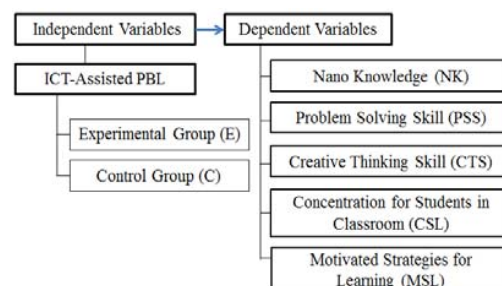 Independent Variables
Dependent Variables
ICT-Assisted PBL
Experimental Group (E)
Control Group (C)
Nano Knowledge (NK)
Problem Solving Skill (PSS)
Creative Thinking Skill (CTS)
Concentration for Students in
Classroom (CSL)
Motivated Strategies for
Learning (MSL)